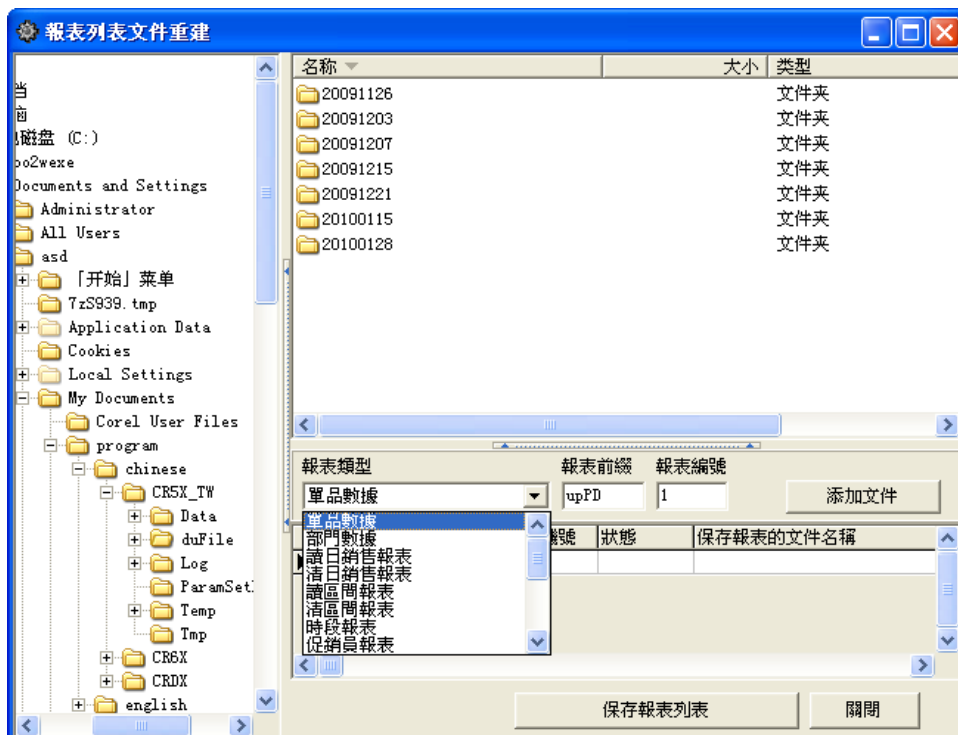 報表列表文件重建
档
磁盘 (C:)
oo2wexe
Documents and Settings
Administrator
All Users
asd
「开始」菜单
7zS939.tmp
Application Data
Cookies
Local Settings
My Documents
Corel User Files
program
chinese
CR5X_TW
Data
duFile
Log
ParamSet
Temp
Tmp
CR6X
CRDX
english
名称 大小 类型
20091126 文件夹
20091203 文件夹
20091207 文件夹
20091215 文件夹
20091221 文件夹
20100115 文件夹
20100128 文件夹
報表類型 報表前綴 報表編號
單品數據 upPD 1 添加文件
單品數據
部門數據
讀日銷售報表
清日銷售報表
讀區間報表
清區間報表
時段報表
促銷員報表
機號 狀態 保存報表的文件名稱
保存報表列表 關閉